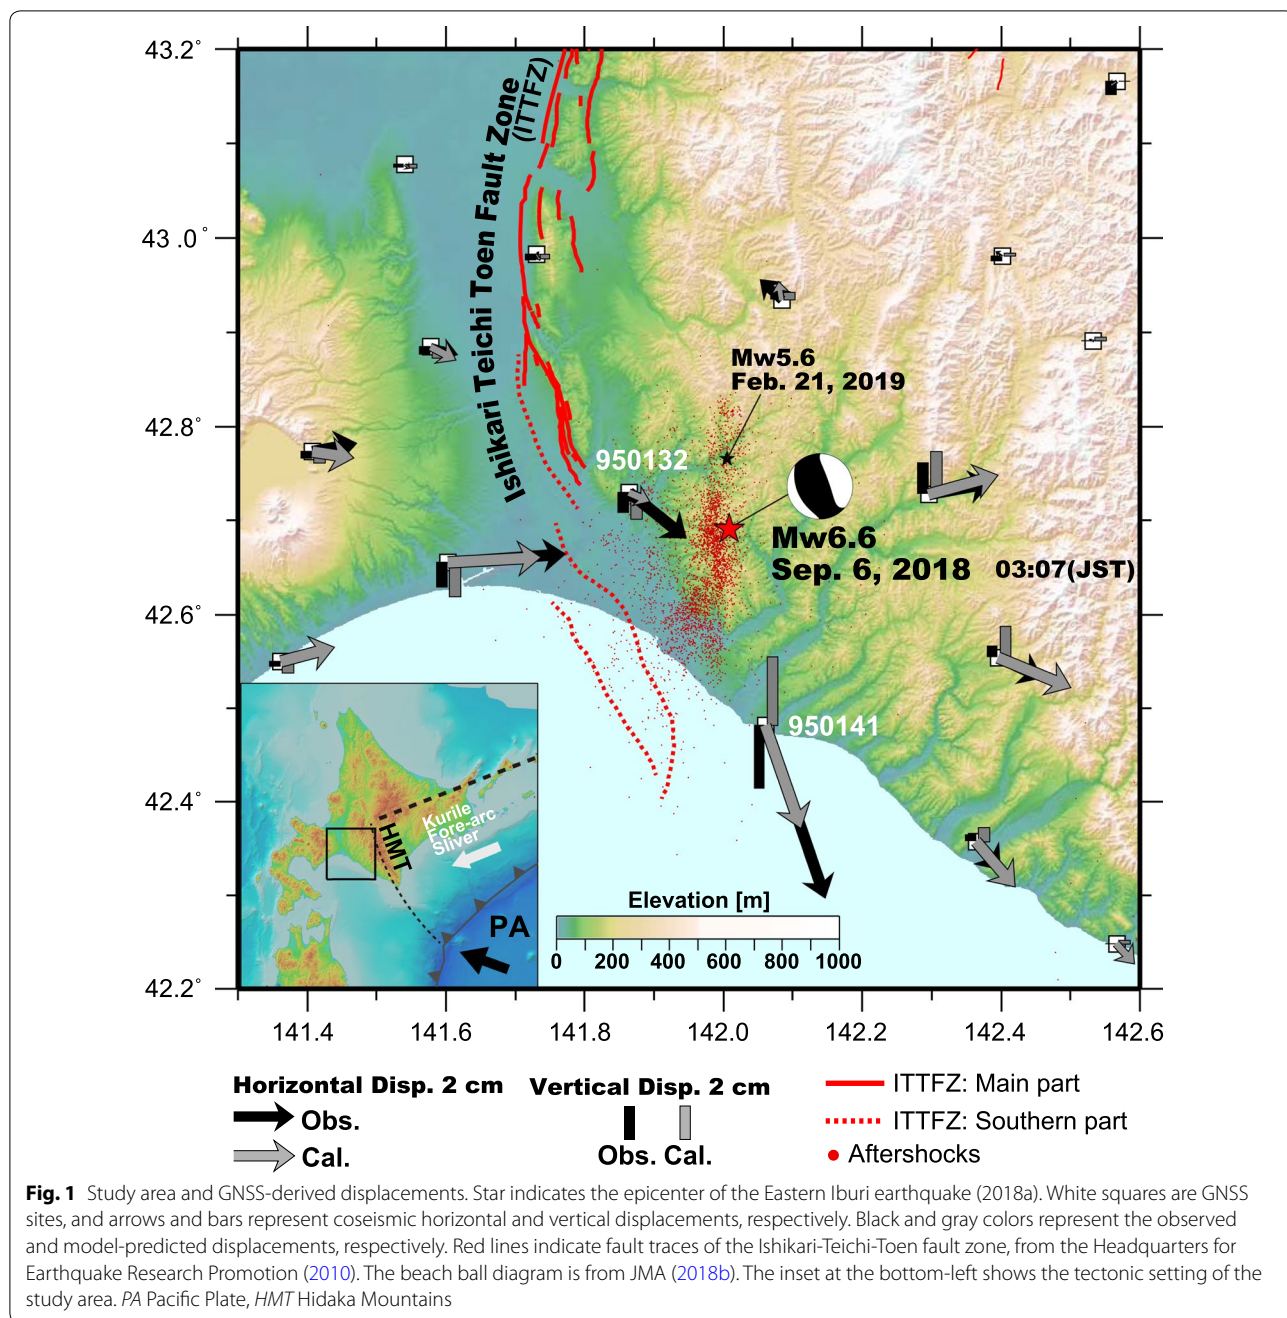 43.2°
43.0°
42.8°
42.6°
42.4°
42.2°
Ishikari Teichi Toen Fault Zone
(ITTFZ)
Mw5.6
Feb. 21, 2019
950132
Mw6.6
Sep. 6, 2018 03:07(JST)
950141
Kurile
Fore-arc
Sliver
HMT
PA
Elevation [m]
0 200 400 600 800 1000
141.4 141.6 141.8 142.0 142.2 142.4 142.6
Horizontal Disp. 2 cm
Obs.
Cal.
Vertical Disp. 2 cm
Obs. Cal.
ITTFZ: Main part
ITTFZ: Southern part
Aftershocks
Fig. 1 Study area and GNSS-derived displacements. Star indicates the epicenter of the Eastern Iburi earthquake (2018a). White squares are GNSS
sites, and arrows and bars represent coseismic horizontal and vertical displacements, respectively. Black and gray colors represent the observed
and model-predicted displacements, respectively. Red lines indicate fault traces of the Ishikari-Teichi-Toen fault zone, from the Headquarters for
Earthquake Research Promotion (2010). The beach ball diagram is from JMA (2018b). The inset at the bottom-left shows the tectonic setting of the
study area. PA Pacific Plate, HMT Hidaka Mountains